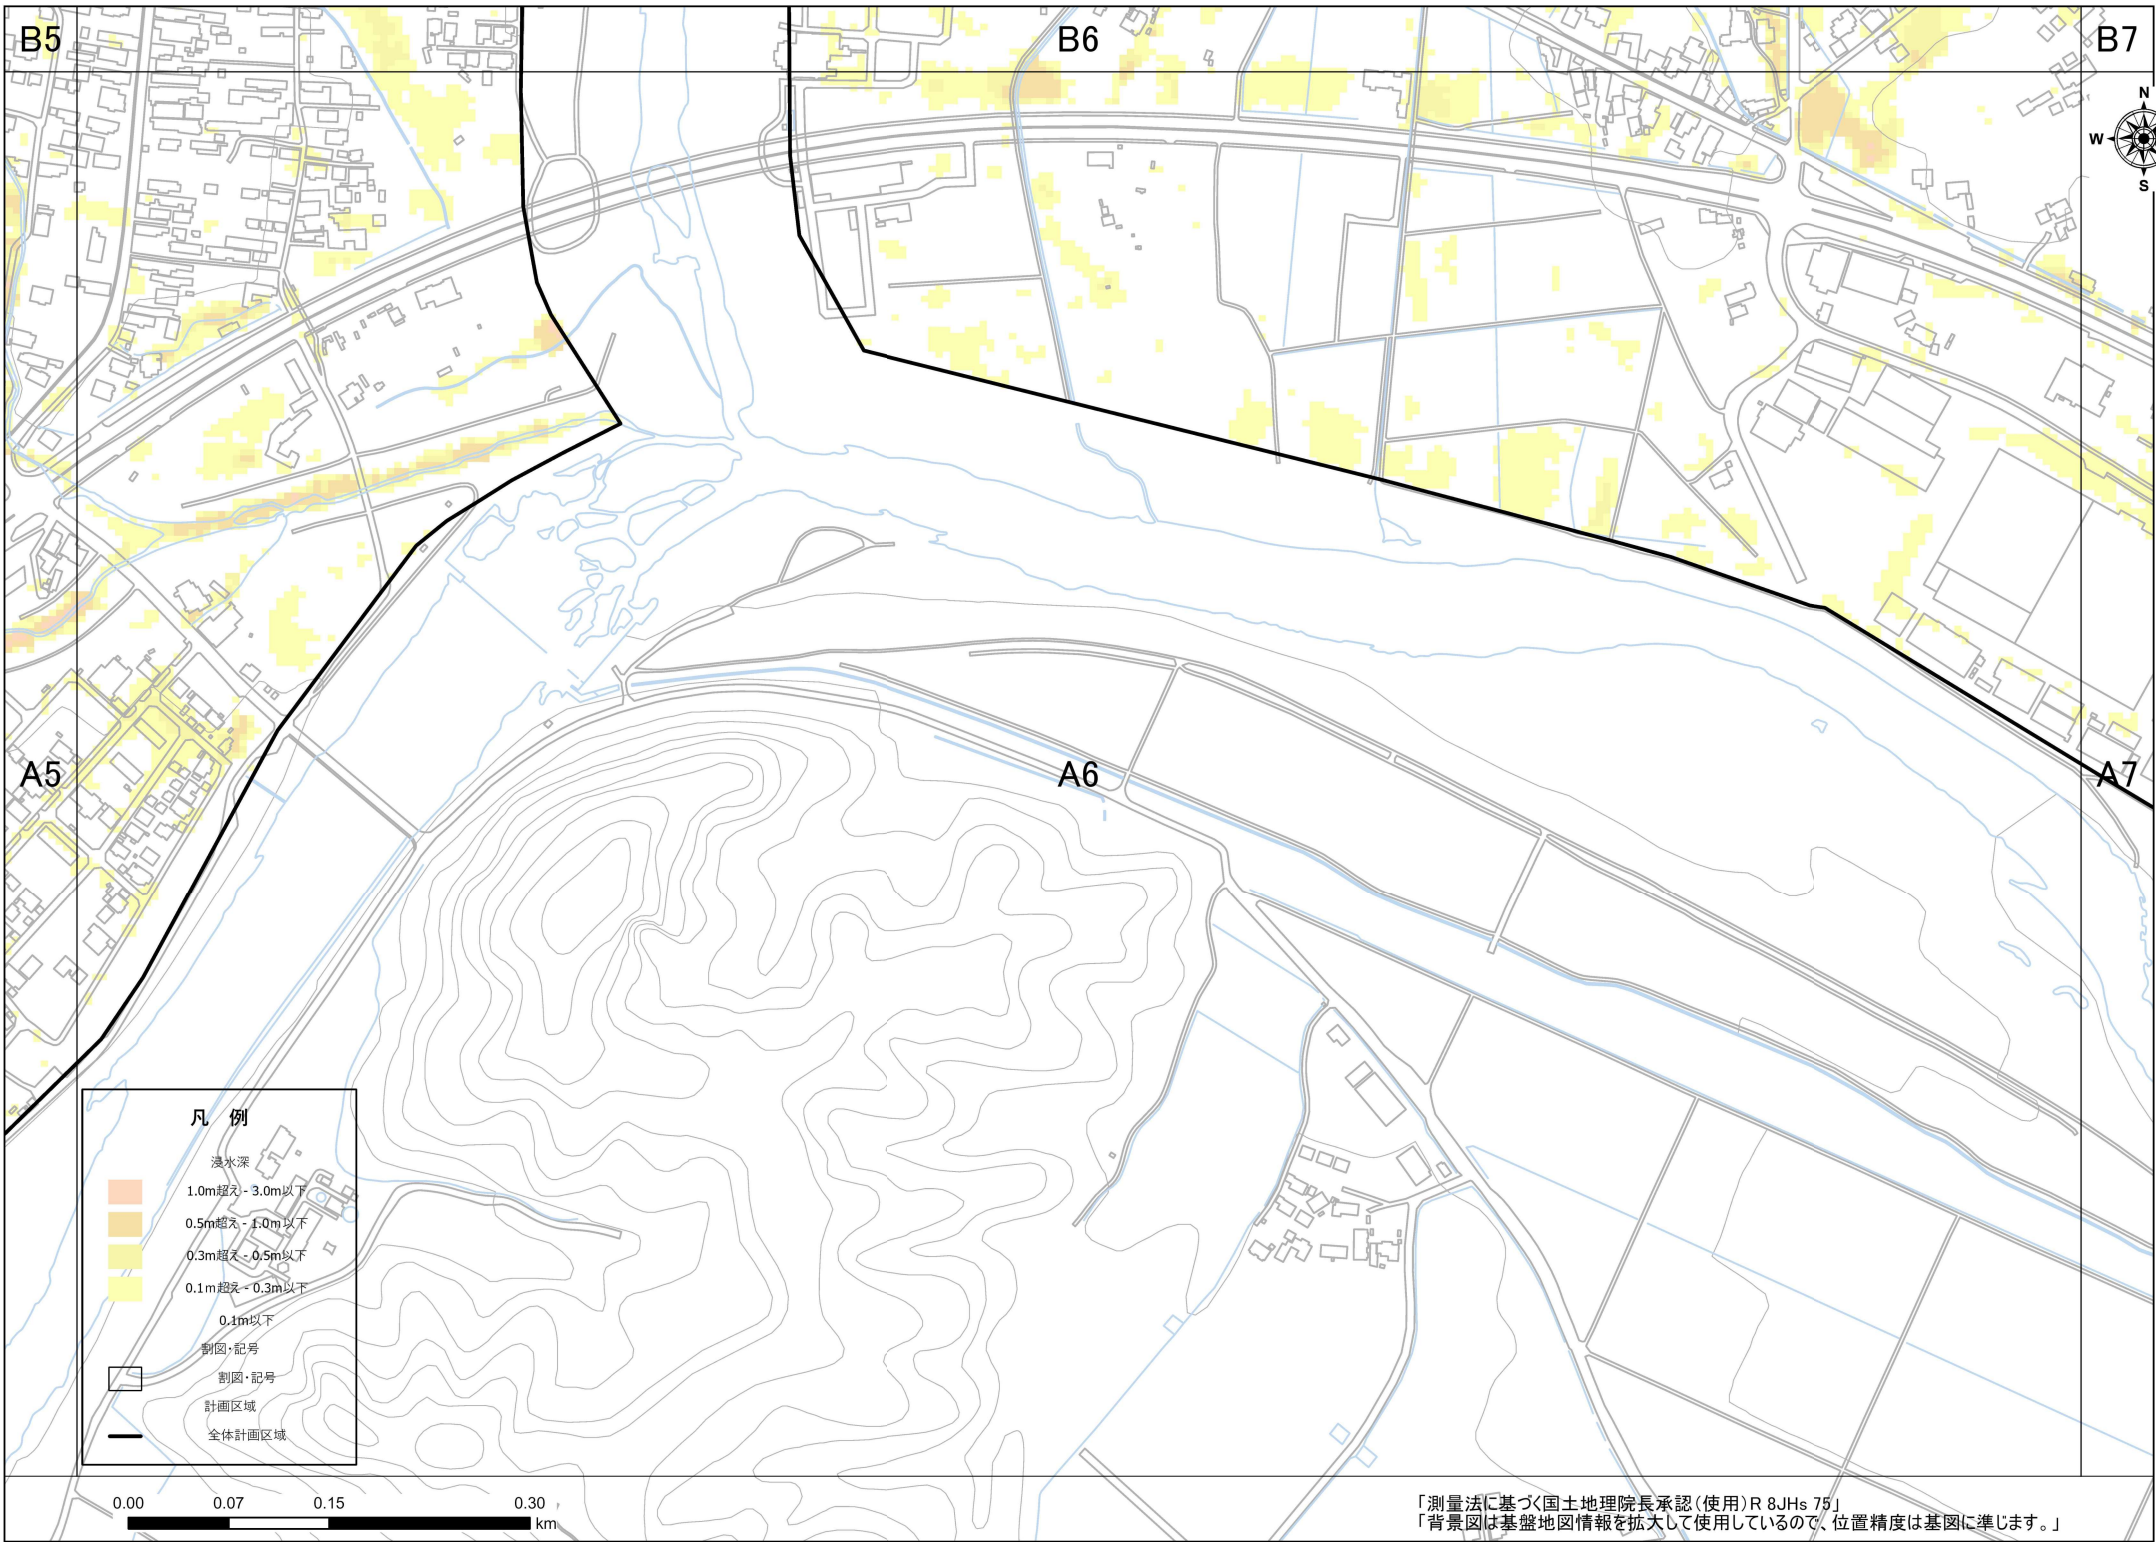 B5
B6
B7
N
W
S
A5
A6
A7
凡 例
浸水深
1.0m超え - 3.0m以下
0.5m超え - 1.0m以下
0.3m超え - 0.5m以下
0.1m超え - 0.3m以下
0.1m以下
割図・記号
割図・記号
計画区域
全体計画区域
0.00 0.07 0.15 0.30
km
「測量法に基づく国土地理院長承認(使用)R 8JHs 75」
「背景図は基盤地図情報を拡大して使用しているので、位置精度は基図に準じます。」